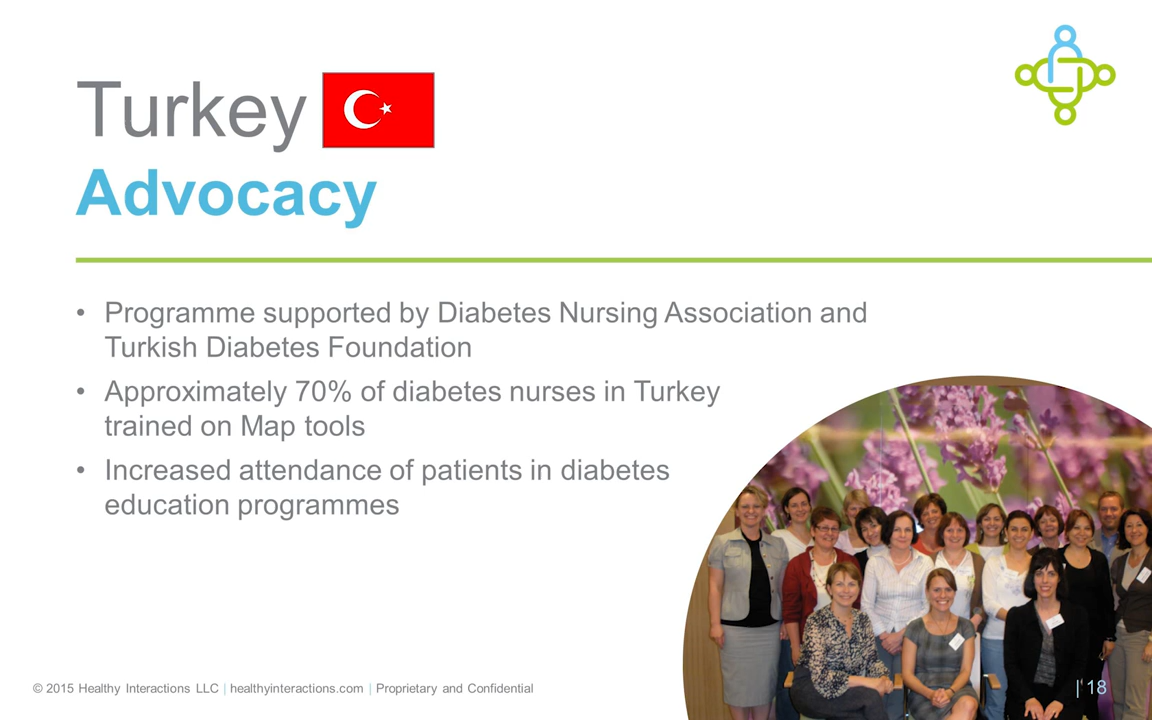 Turkey
Advocacy
• Programme supported by Diabetes Nursing Association and
Turkish Diabetes Foundation
• Approximately 70% of diabetes nurses in Turkey
trained on Map tools
• Increased attendance of patients in diabetes
education programmes
© 2015 Healthy Interactions LLC | healthyinteractions.com | Proprietary and Confidential
| 18